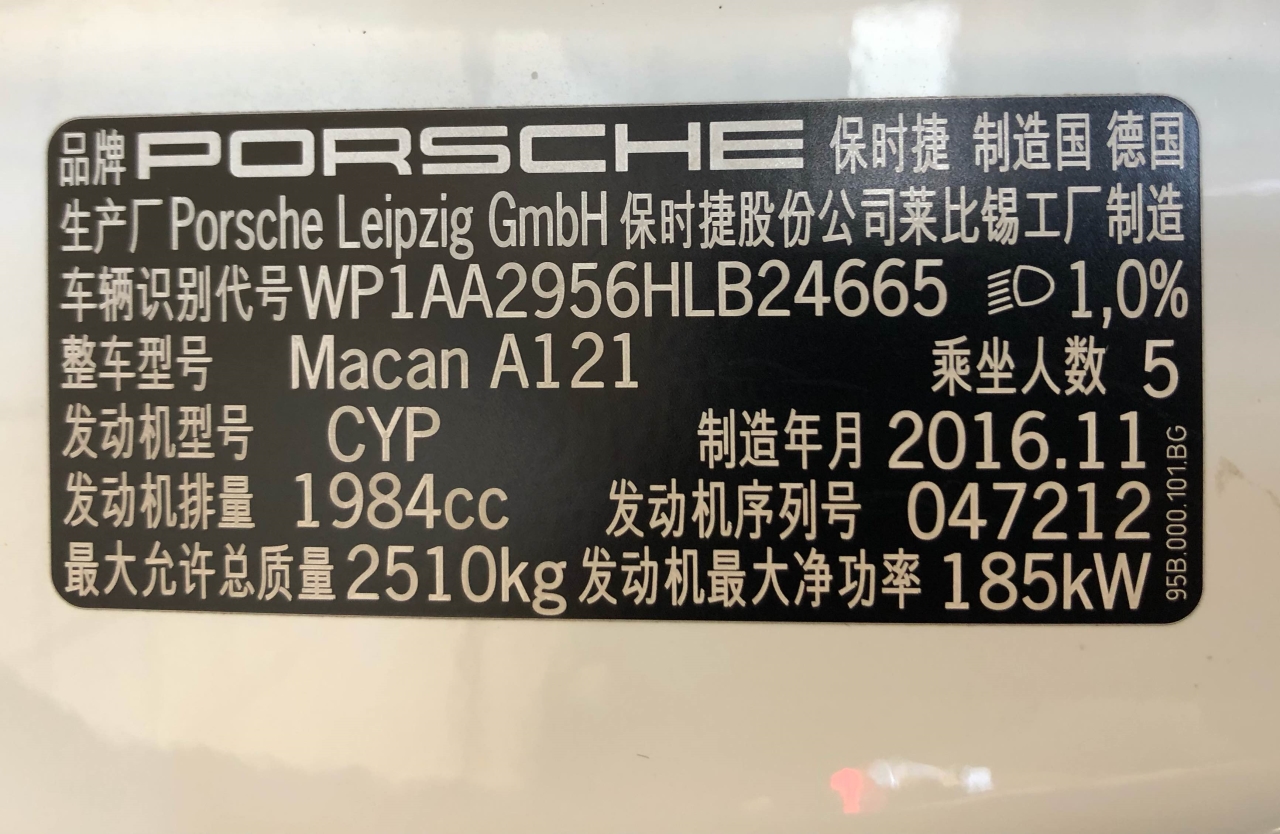 品牌 PORSCHE 保时捷 制造国 德国
生产厂 Porsche Leipzig GmbH 保时捷股份公司莱比锡工厂 制造
车辆识别代号 WP1AA2956HLB24665 1,0%
整车型号 Macan A121 乘坐人数 5
发动机型号 CYP 制造年月 2016.11
发动机排量 1984cc 发动机序列号 047212
最大允许总质量 2510kg 发动机最大净功率 185kW
95B.000.101.BG